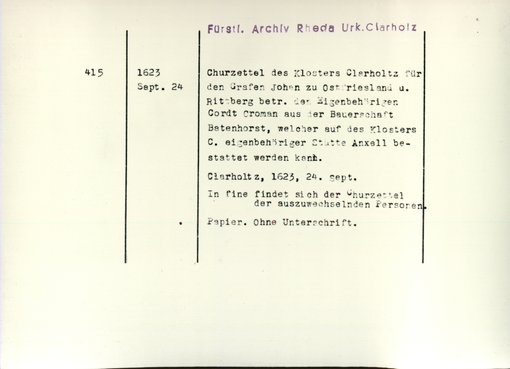 Fürstl. Archiv Rheda Urk. Clarholz
415
1623
Sept. 24
Churzettel des Klosters Clarholtz für
den Grafen Johan zu Ostfriesland u.
Rittberg betr. den Eigenbehörigen
Cordt Croman aus der Bauerschaft
Batenhorst, welcher auf des Klosters
C. eigenbehöriger Stätte Anxell be-
stattet werden kann.
Clarholtz, 1623, 24. Sept.
In fine findet sich der Churzettel
der auszuwechselnden Personen.
Papier. Ohne Unterschrift.